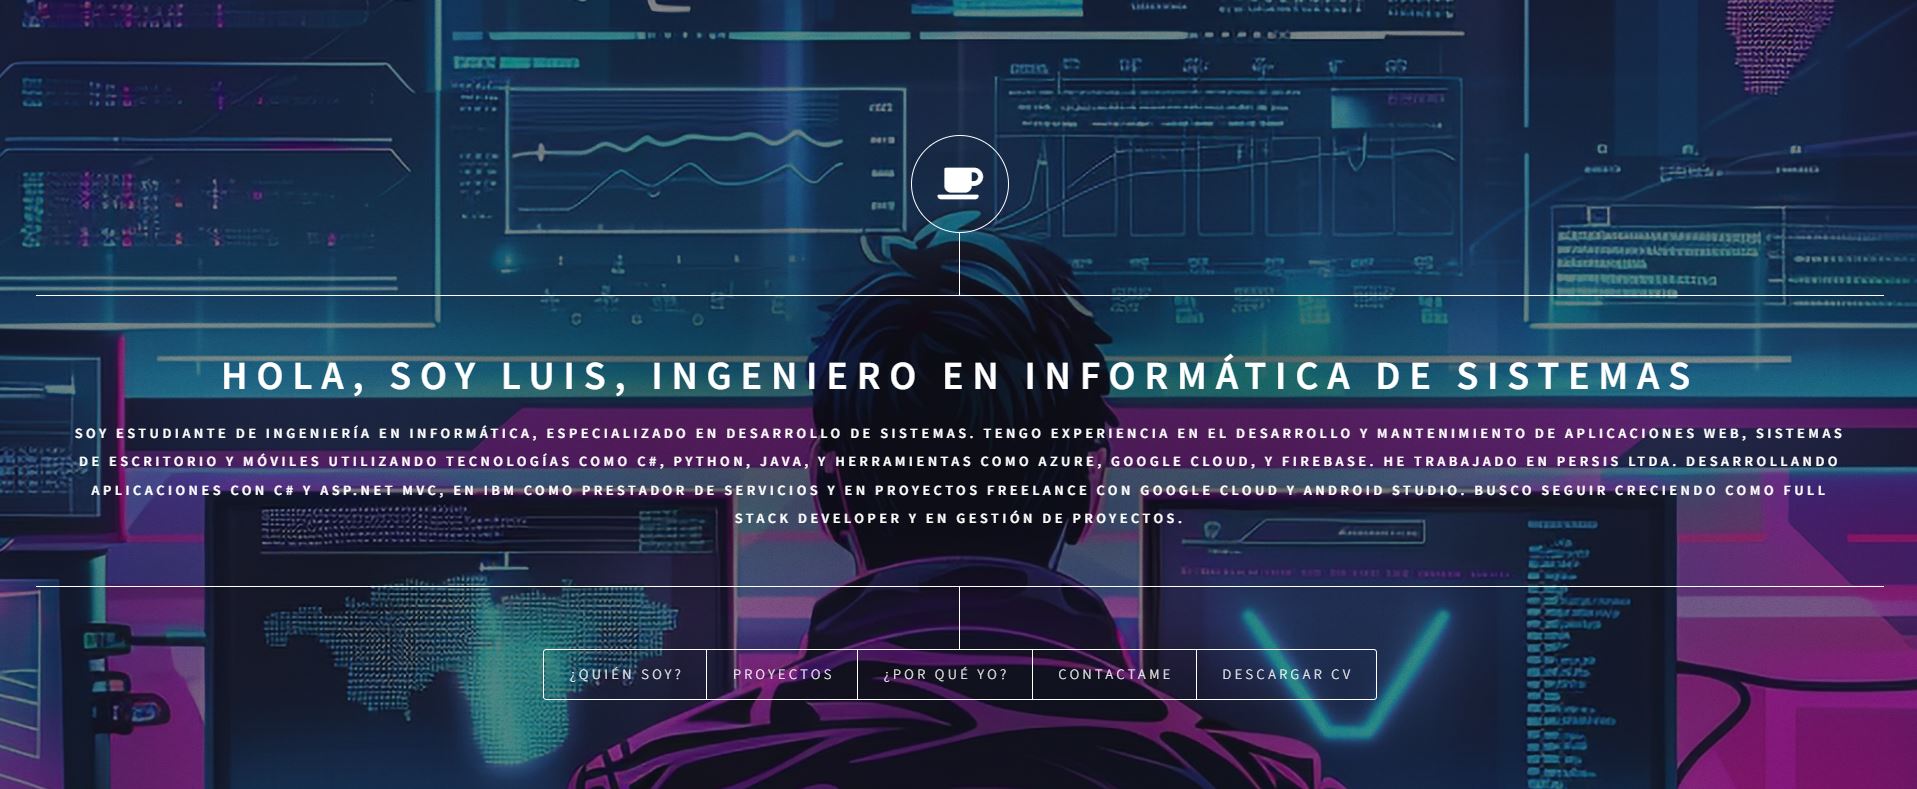 HOLA, SOY LUIS, INGENIERO EN INFORMÁTICA DE SISTEMAS
SOY ESTUDIANTE DE INGENIERÍA EN INFORMÁTICA, ESPECIALIZADO EN DESARROLLO DE SISTEMAS. TENGO EXPERIENCIA EN EL DESARROLLO Y MANTENIMIENTO DE APLICACIONES WEB, SISTEMAS
DE ESCRITORIO Y MÓVILES UTILIZANDO TECNOLOGÍAS COMO C#, PYTHON, JAVA, Y HERRAMIENTAS COMO AZURE, GOOGLE CLOUD, Y FIREBASE. HE TRABAJADO EN PERSIS LTDA. DESARROLLANDO
APLICACIONES CON C# Y ASP.NET MVC, EN IBM COMO PRESTADOR DE SERVICIOS Y EN PROYECTOS FREELANCE CON GOOGLE CLOUD Y ANDROID STUDIO. BUSCO SEGUIR CRECIENDO COMO FULL
STACK DEVELOPER Y EN GESTIÓN DE PROYECTOS.
¿QUIÉN SOY? PROYECTOS ¿POR QUÉ YO? CONTACTAME DESCARGAR CV